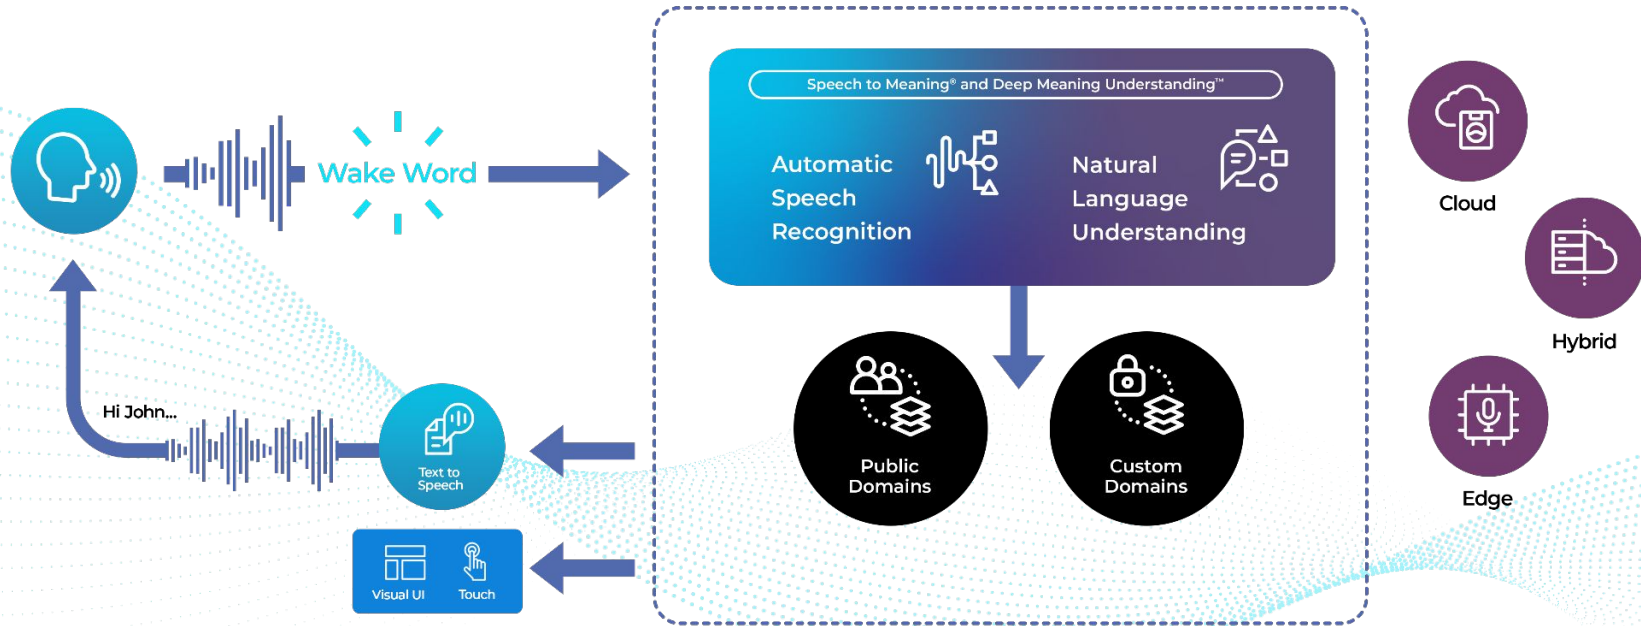 Speech to Meaning® and Deep Meaning Understanding™
Wake Word
Automatic
Speech
Recognition
Natural
Language
Understanding
Cloud
Hybrid
Edge
Public
Domains
Custom
Domains
Hi John...
Text to
Speech
Visual UI
Touch